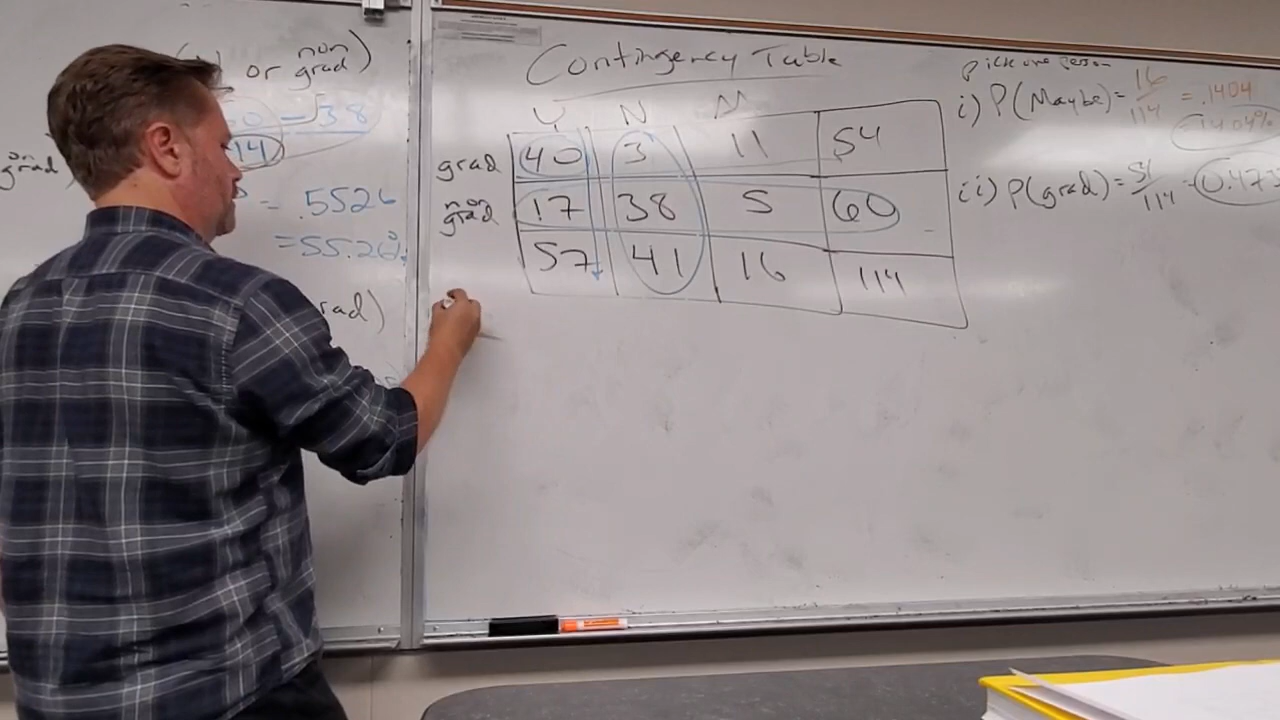 non
or grad)
- 38
14
= .5526
= 55.26%
rad)
Contingency Table
Y N M
grad 40 3 11 54
non
grad 17 38 5 60
57 41 16 114
Pick one person
i) P(Maybe) = 16/114 = .1404
= 14.04%
ii) P(grad) = 54/114 = 0.473